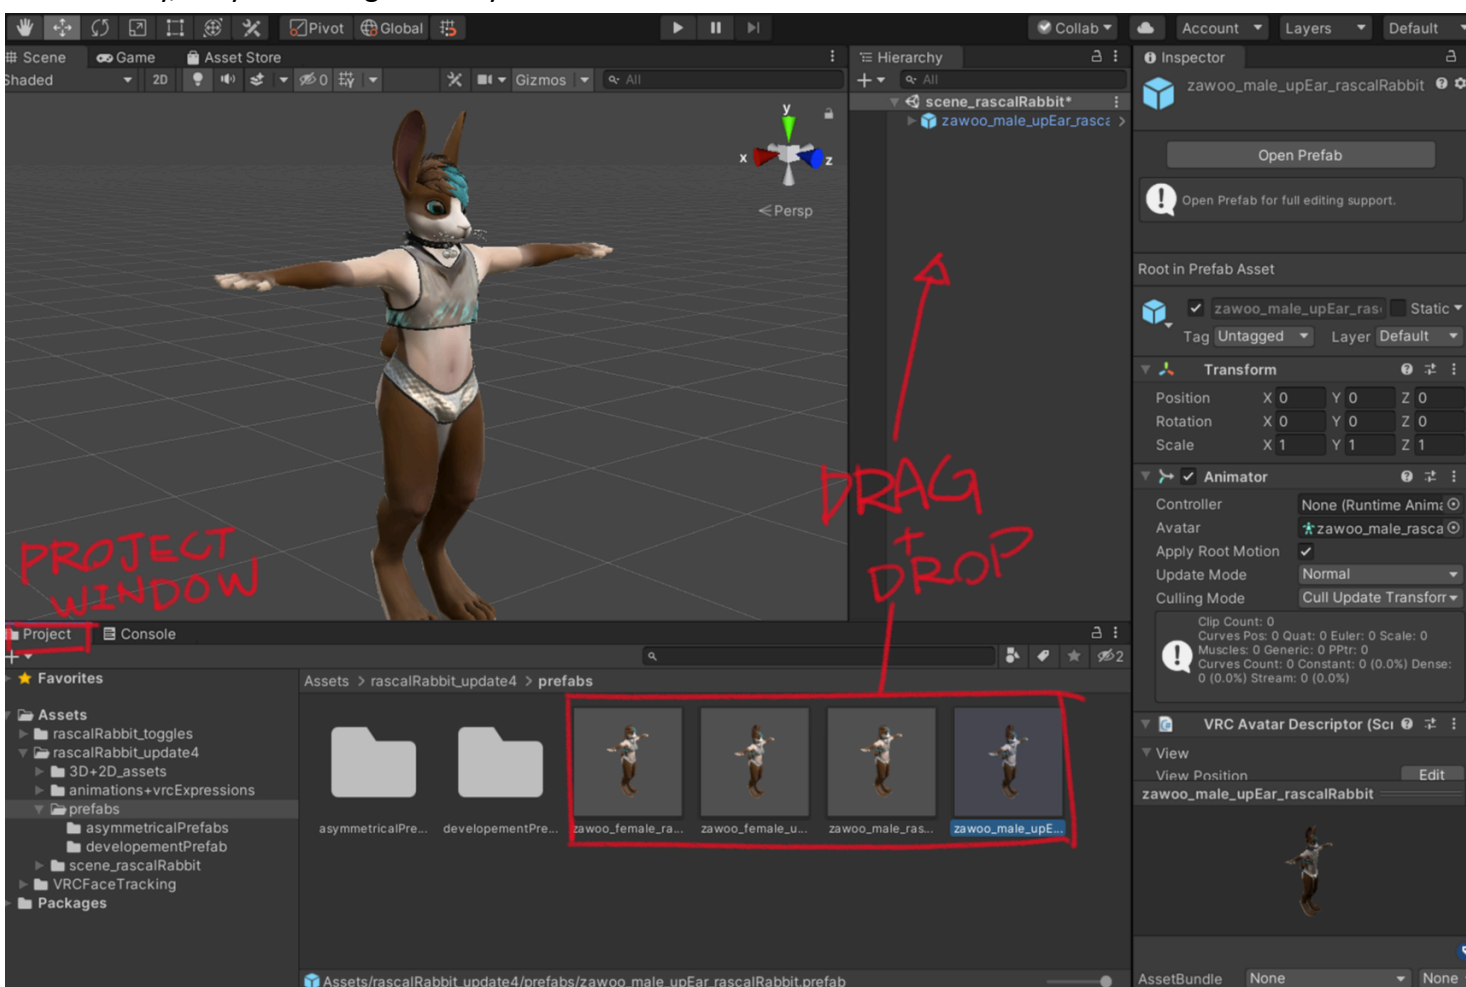 Pivot Global Collab Account Layers Default
Scene Game Asset Store
Shaded 2D 0 Gizmos All
y
x z
Persp
Hierarchy
All
scene_rascalRabbit*
zawoo_male_upEar_rasca
DRAG
+
DROP
PROJECT
WINDOW
Project Console
2
Favorites
Assets
rascalRabbit_toggles
rascalRabbit_update4
3D+2D_assets
animations+vrcExpressions
prefabs
asymmetricalPrefabs
developementPrefab
scene_rascalRabbit
VRCFaceTracking
Packages
Assets > rascalRabbit_update4 > prefabs
asymmetricalPre... developementPre... zawoo_female_ra... zawoo_female_u... zawoo_male_ras... zawoo_male_upE...
Assets/rascalRabbit_update4/prefabs/zawoo_male_upEar_rascalRabbit.prefab
Inspector
zawoo_male_upEar_rascalRabbit
Open Prefab
Open Prefab for full editing support.
Root in Prefab Asset
zawoo_male_upEar_ras Static
Tag Untagged Layer Default
Transform
Position X 0 Y 0 Z 0
Rotation X 0 Y 0 Z 0
Scale X 1 Y 1 Z 1
Animator
Controller None (Runtime Anima
Avatar zawoo_male_rasca
Apply Root Motion
Update Mode Normal
Culling Mode Cull Update Transforr
Clip Count: 0
Curves Pos: 0 Quat: 0 Euler: 0 Scale: 0
Muscles: 0 Generic: 0 PPtr: 0
Curves Count: 0 Constant: 0 (0.0%) Dense:
0 (0.0%) Stream: 0 (0.0%)
VRC Avatar Descriptor (Scr
View
View Position Edit
zawoo_male_upEar_rascalRabbit
AssetBundle None None